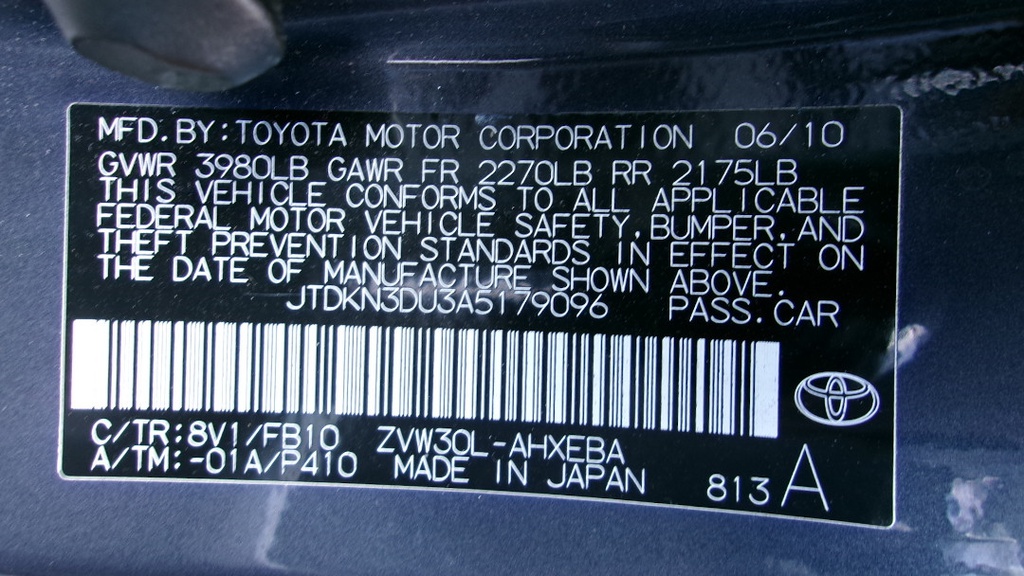 MFD.BY:TOYOTA MOTOR CORPORATION 06/10
GVWR 3980LB GAWR FR 2270LB RR 2175LB
THIS VEHICLE CONFORMS TO ALL APPLICABLE
FEDERAL MOTOR VEHICLE SAFETY,BUMPER,AND
THEFT PREVENTION STANDARDS IN EFFECT ON
THE DATE OF MANUFACTURE SHOWN ABOVE.
JTDKN3DU3A5179096 PASS.CAR
C/TR:8V1/FB10 ZVW30L-AHXEBA
A/TM:-01A/P410 MADE IN JAPAN 813 A